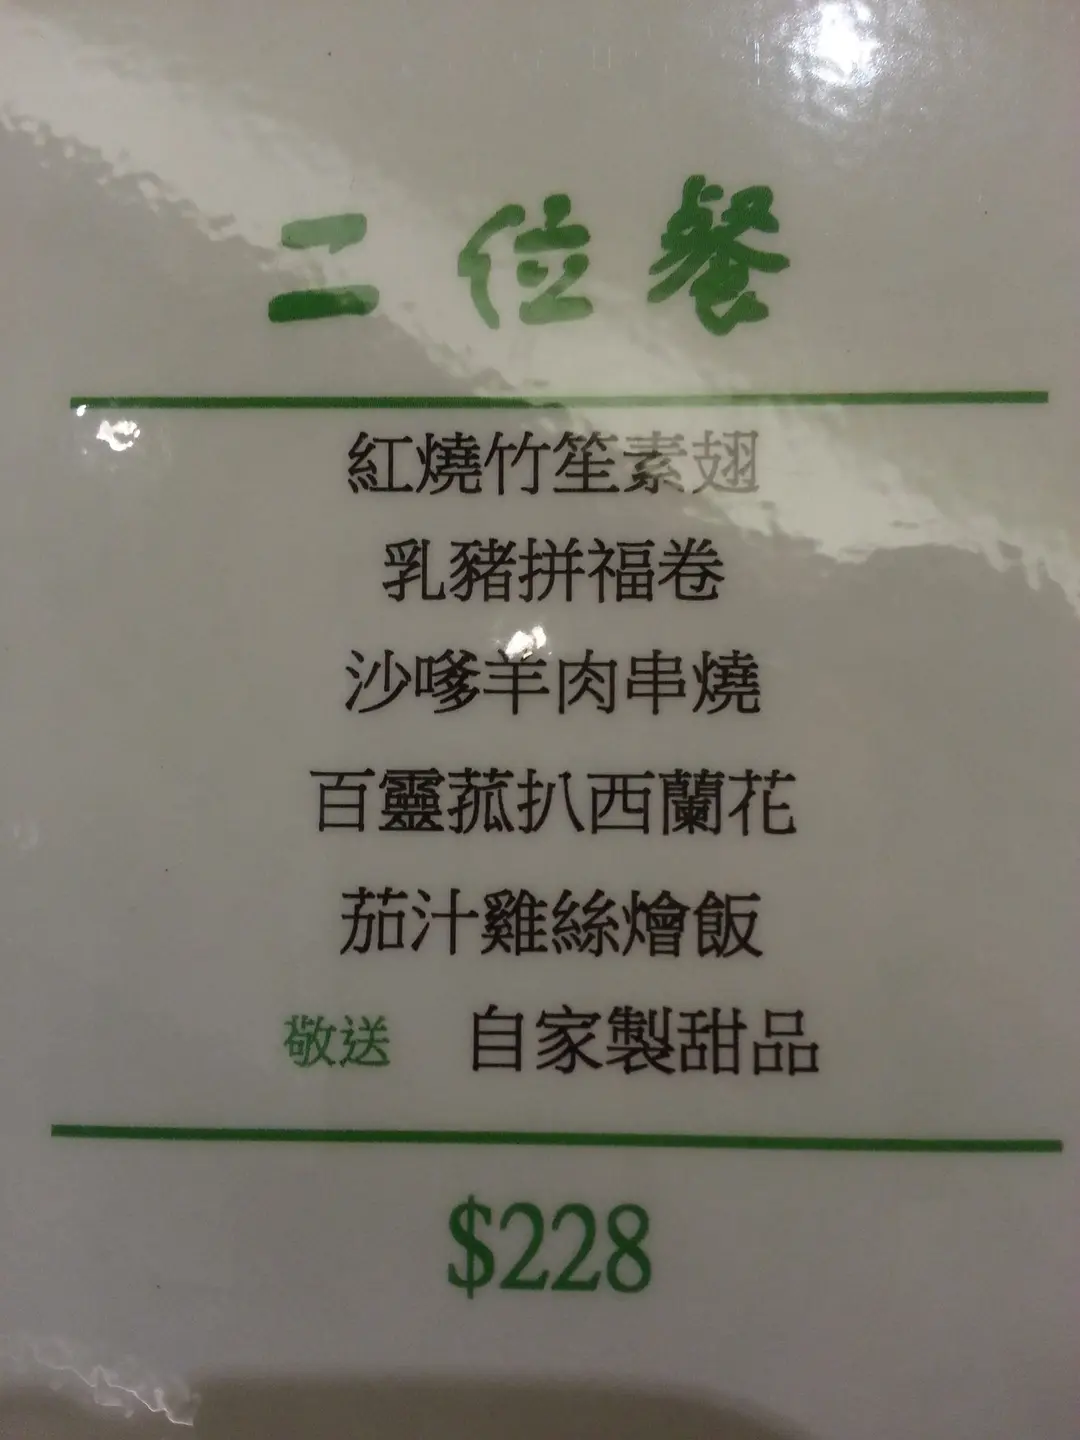 二位餐
紅燒竹笙素翅
乳豬拼福卷
沙嗲羊肉串燒
百靈菰扒西蘭花
茄汁雞絲燴飯
敬送 自家製甜品
$228